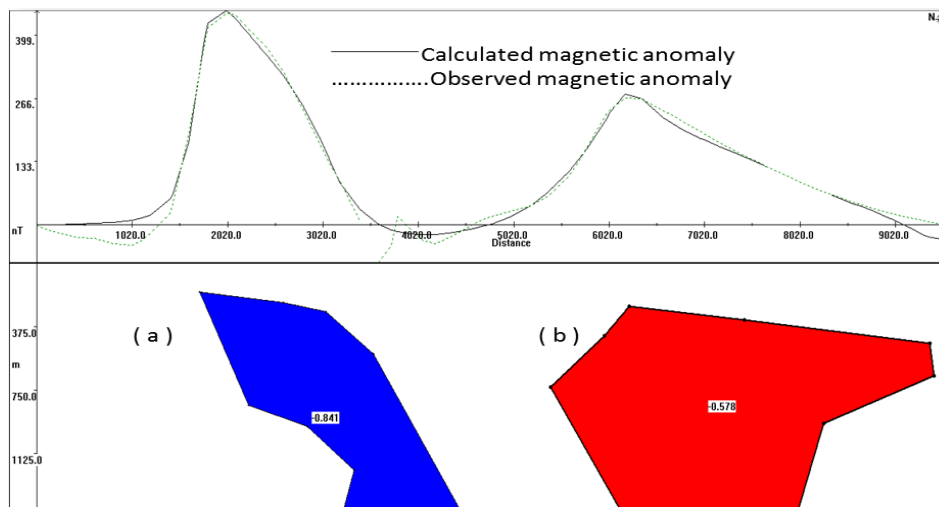 399.
N
Calculated magnetic anomaly
...............Observed magnetic anomaly
266.
133.
nT
1020.0 2020.0 3020.0 4020.0 5020.0 6020.0 7020.0 8020.0 9020.0
Distance
( a ) ( b )
375.0
m
750.0
-0.841 -0.578
1125.0